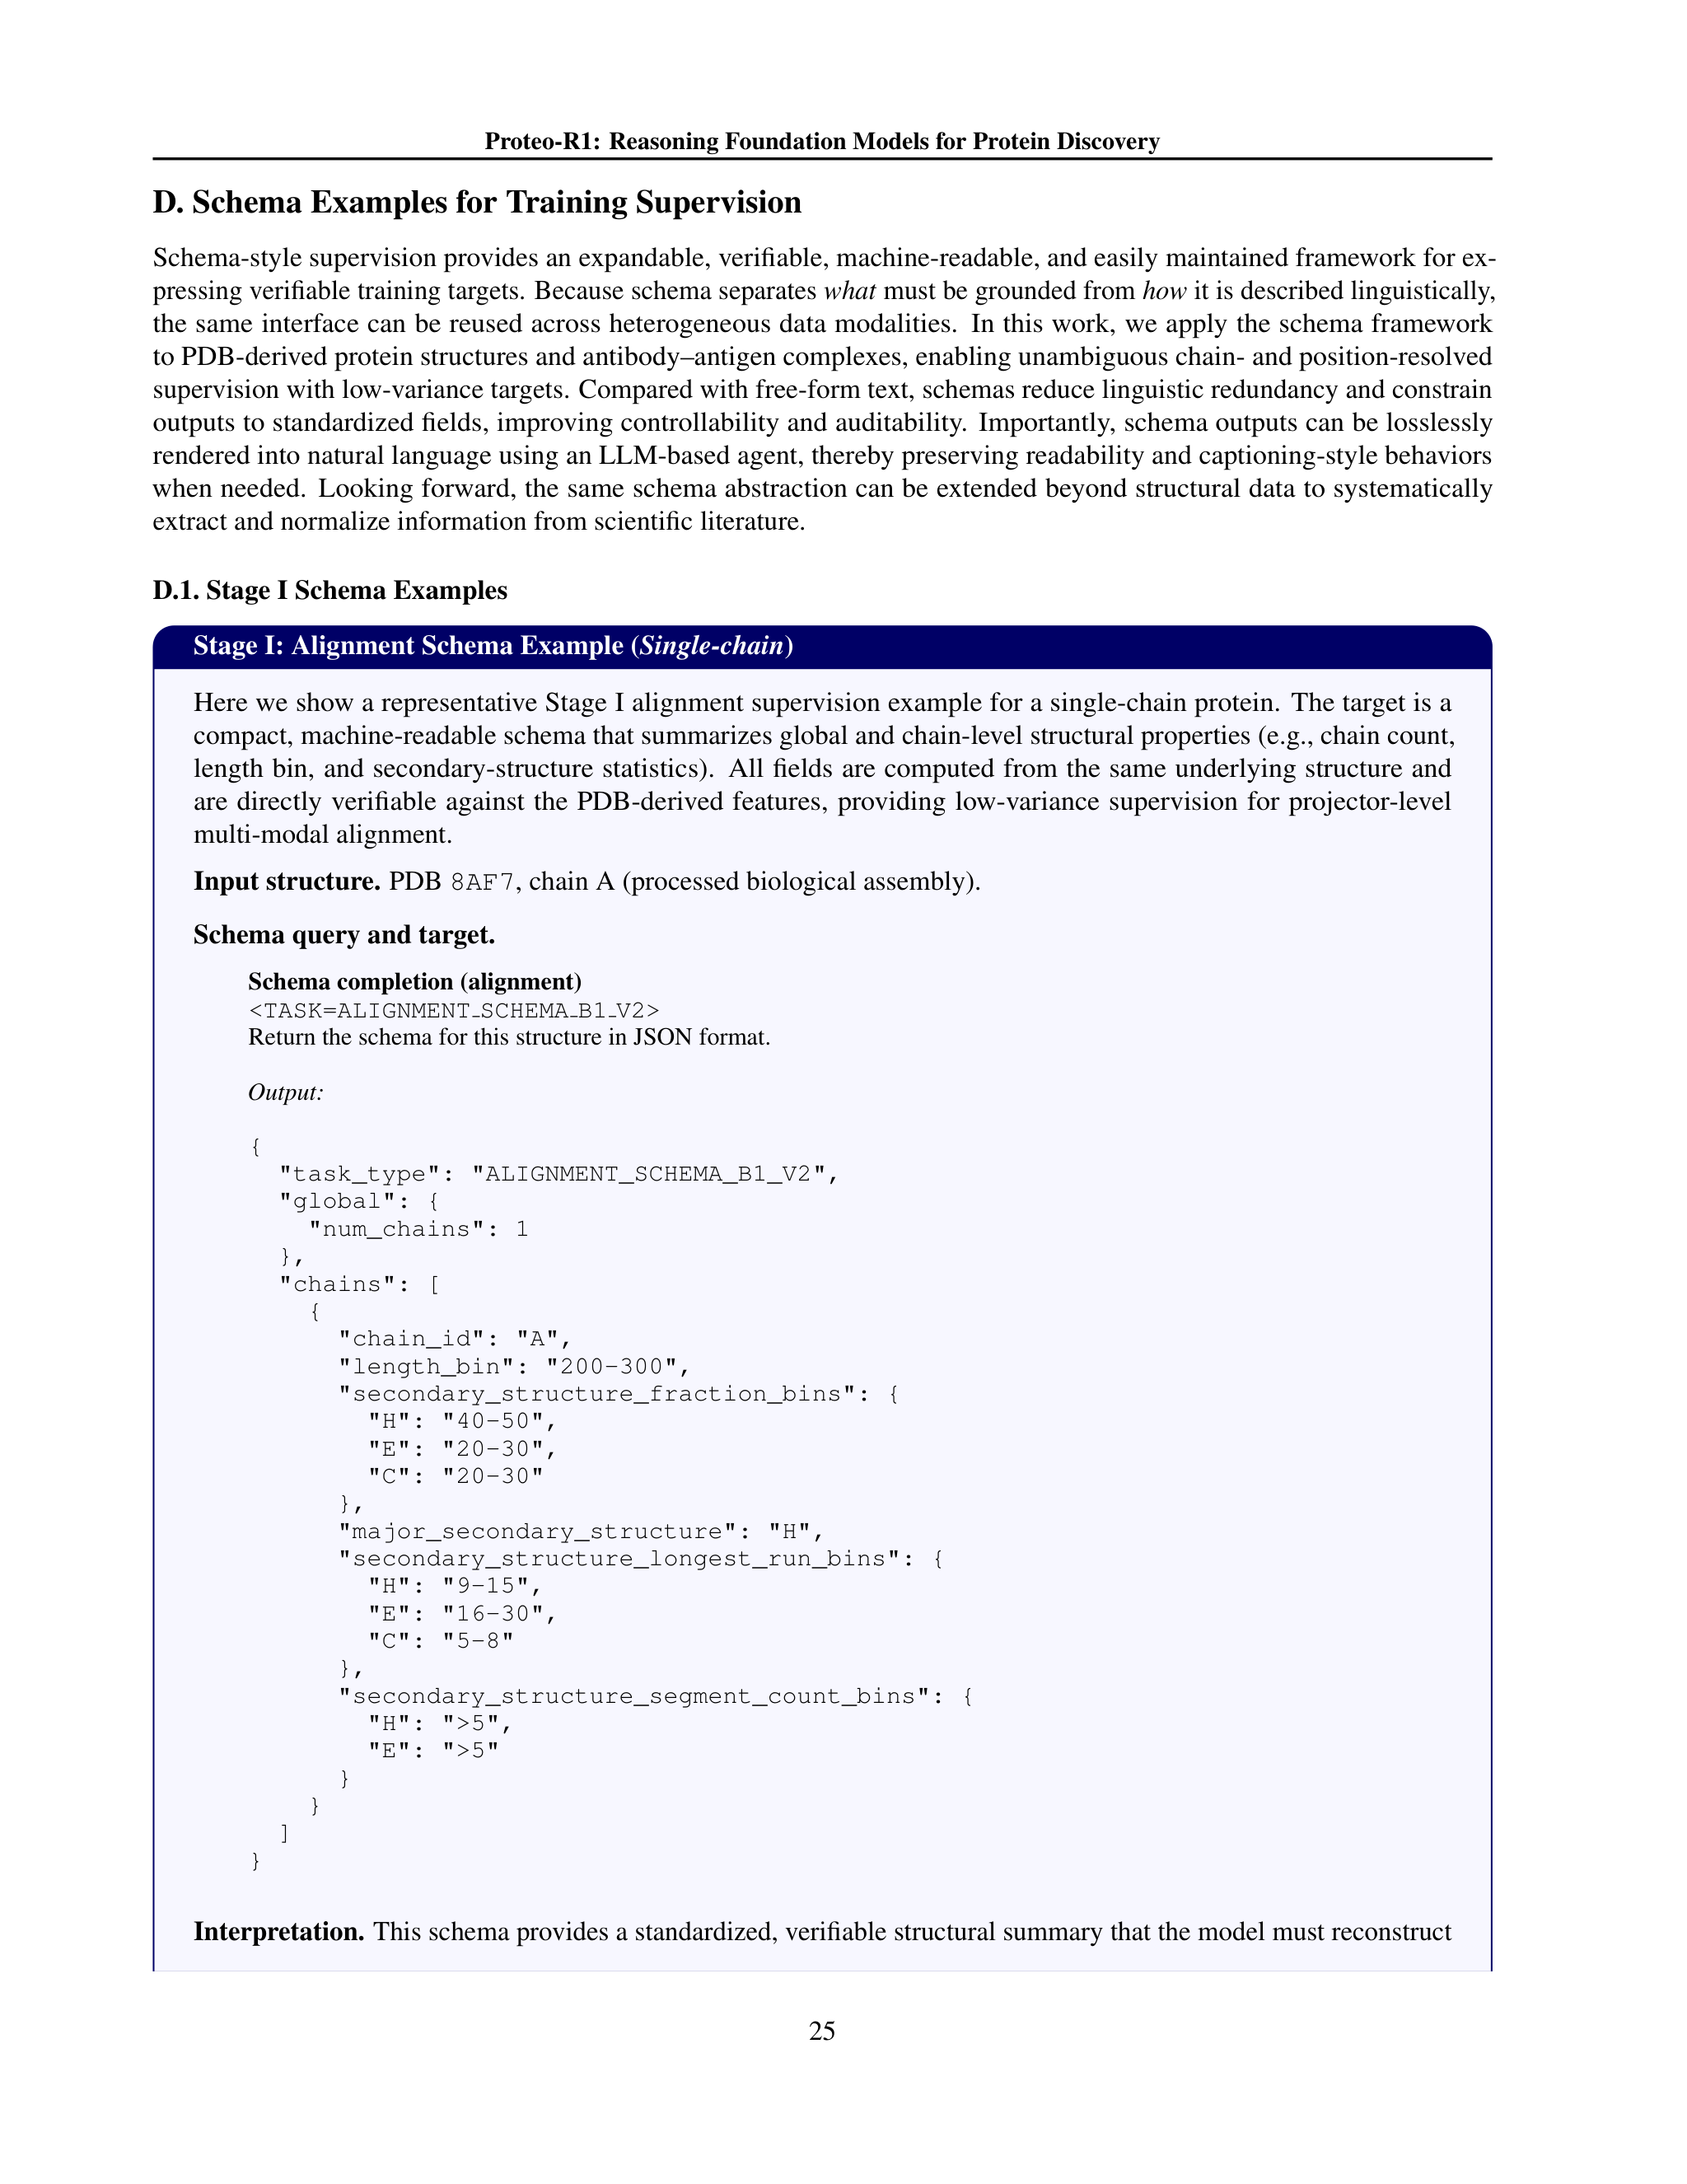 Proteo-R1: Reasoning Foundation Models for Protein Discovery
D. Schema Examples for Training Supervision
Schema-style supervision provides an expandable, verifiable, machine-readable, and easily maintained framework for ex-
pressing verifiable training targets. Because schema separates what must be grounded from how it is described linguistically,
the same interface can be reused across heterogeneous data modalities. In this work, we apply the schema framework
to PDB-derived protein structures and antibody–antigen complexes, enabling unambiguous chain- and position-resolved
supervision with low-variance targets. Compared with free-form text, schemas reduce linguistic redundancy and constrain
outputs to standardized fields, improving controllability and auditability. Importantly, schema outputs can be losslessly
rendered into natural language using an LLM-based agent, thereby preserving readability and captioning-style behaviors
when needed. Looking forward, the same schema abstraction can be extended beyond structural data to systematically
extract and normalize information from scientific literature.
D.1. Stage I Schema Examples
Stage I: Alignment Schema Example (Single-chain)
Here we show a representative Stage I alignment supervision example for a single-chain protein. The target is a
compact, machine-readable schema that summarizes global and chain-level structural properties (e.g., chain count,
length bin, and secondary-structure statistics). All fields are computed from the same underlying structure and
are directly verifiable against the PDB-derived features, providing low-variance supervision for projector-level
multi-modal alignment.
Input structure. PDB 8AF7, chain A (processed biological assembly).
Schema query and target.
Schema completion (alignment)
<TASK=ALIGNMENT_SCHEMA_B1_V2>
Return the schema for this structure in JSON format.
Output:
{
  "task_type": "ALIGNMENT_SCHEMA_B1_V2",
  "global": {
    "num_chains": 1
  },
  "chains": [
    {
      "chain_id": "A",
      "length_bin": "200-300",
      "secondary_structure_fraction_bins": {
        "H": "40-50",
        "E": "20-30",
        "C": "20-30"
      },
      "major_secondary_structure": "H",
      "secondary_structure_longest_run_bins": {
        "H": "9-15",
        "E": "16-30",
        "C": "5-8"
      },
      "secondary_structure_segment_count_bins": {
        "H": ">5",
        "E": ">5"
      }
    }
  ]
}
Interpretation. This schema provides a standardized, verifiable structural summary that the model must reconstruct
25